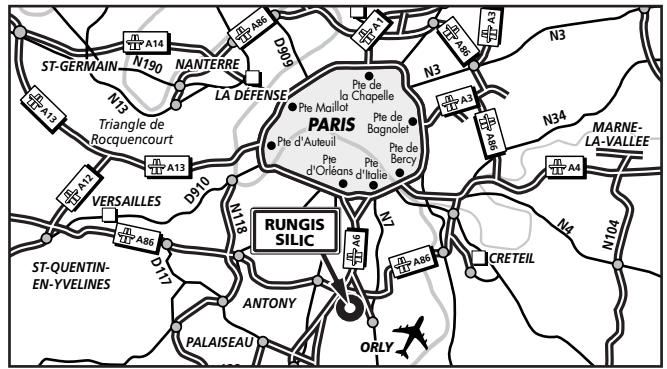 A14
A86
D909
A1
A86
A3
N3
ST-GERMAIN
N190
NANTERRE
LA DÉFENSE
N13
Pte de
la Chapelle
Pte Maillot
PARIS
Pte de
Bagnolet
N3
A3
N34
A86
A13
Triangle de
Rocquencourt
Pte d'Auteuil
Pte
d'Orléans
Pte
d'Italie
Pte de
Bercy
MARNE-
LA-VALLEE
A13
A4
A12
VERSAILLES
D910
N118
RUNGIS
SILIC
N7
A6
A86
N4
N104
A86
D117
CRETEIL
ST-QUENTIN-
EN-YVELINES
ANTONY
PALAISEAU
ORLY